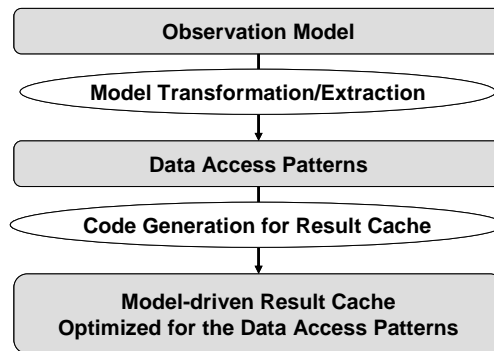 Observation Model
Model Transformation/Extraction
Data Access Patterns
Code Generation for Result Cache
Model-driven Result Cache
Optimized for the Data Access Patterns